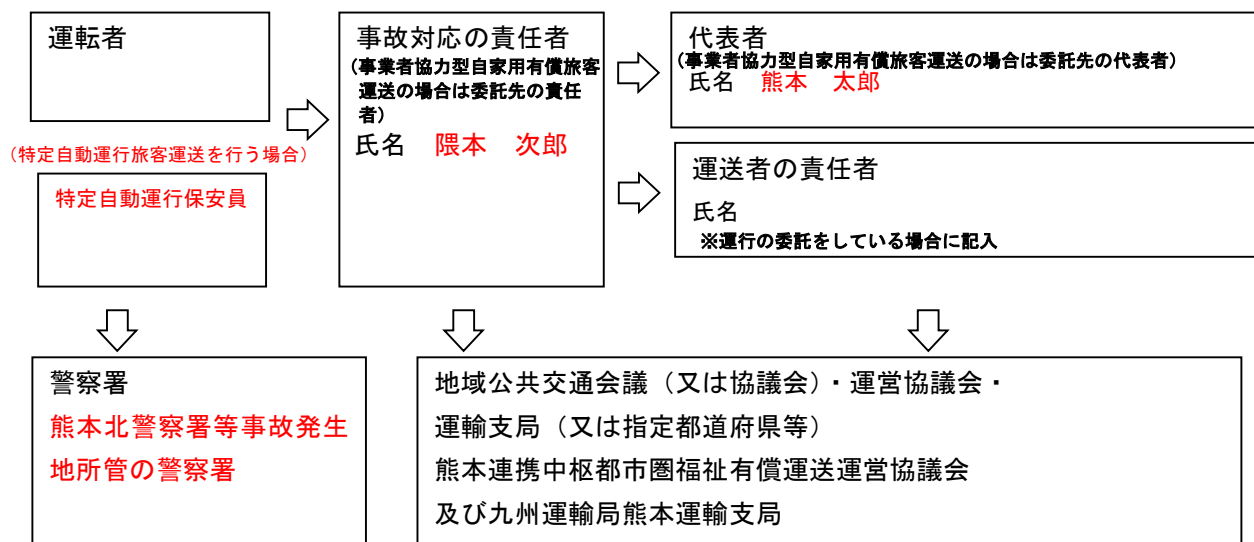 運転者
(特定自動運行旅客運送を行う場合)
特定自動運行保安員
事故対応の責任者
(事業者協力型自家用有償旅客
運送の場合は委託先の責任
者)
氏名　隈本　次郎
代表者
(事業者協力型自家用有償旅客運送の場合は委託先の代表者)
氏名　熊本　太郎
運送者の責任者
氏名
※運行の委託をしている場合に記入
警察署
熊本北警察署等事故発生
地所管の警察署
地域公共交通会議（又は協議会）・運営協議会・
運輸支局（又は指定都道府県等）
熊本連携中枢都市圏福祉有償運送運営協議会
及び九州運輸局熊本運輸支局